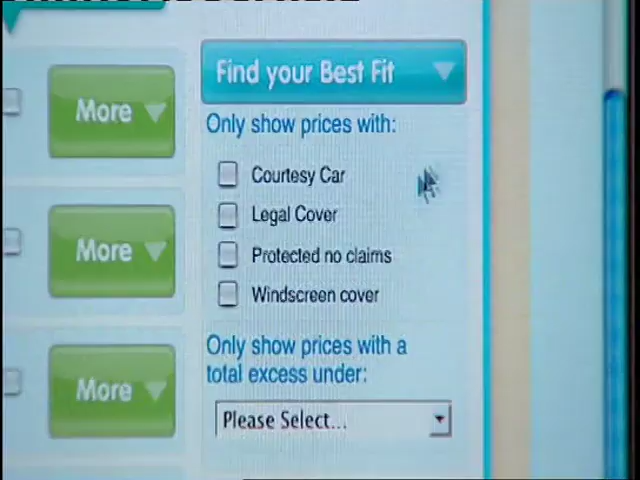 Find your Best Fit
Only show prices with:
Courtesy Car
Legal Cover
Protected no claims
Windscreen cover
Only show prices with a
total excess under:
Please Select...
More
More
More